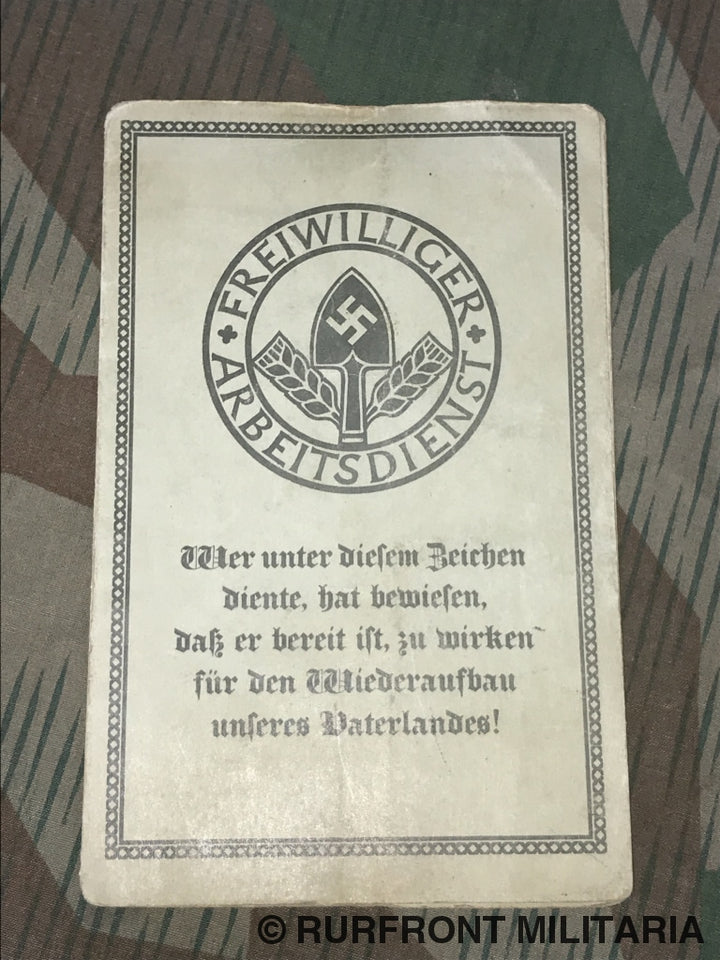 FREIWILLIGER
ARBEITSDIENST
Wer unter dieſem Zeichen
diente, hat bewieſen,
daß er bereit iſt, zu wirken
für den Wiederaufbau
unſeres Vaterlandes!
© RURFRONT MILITARIA